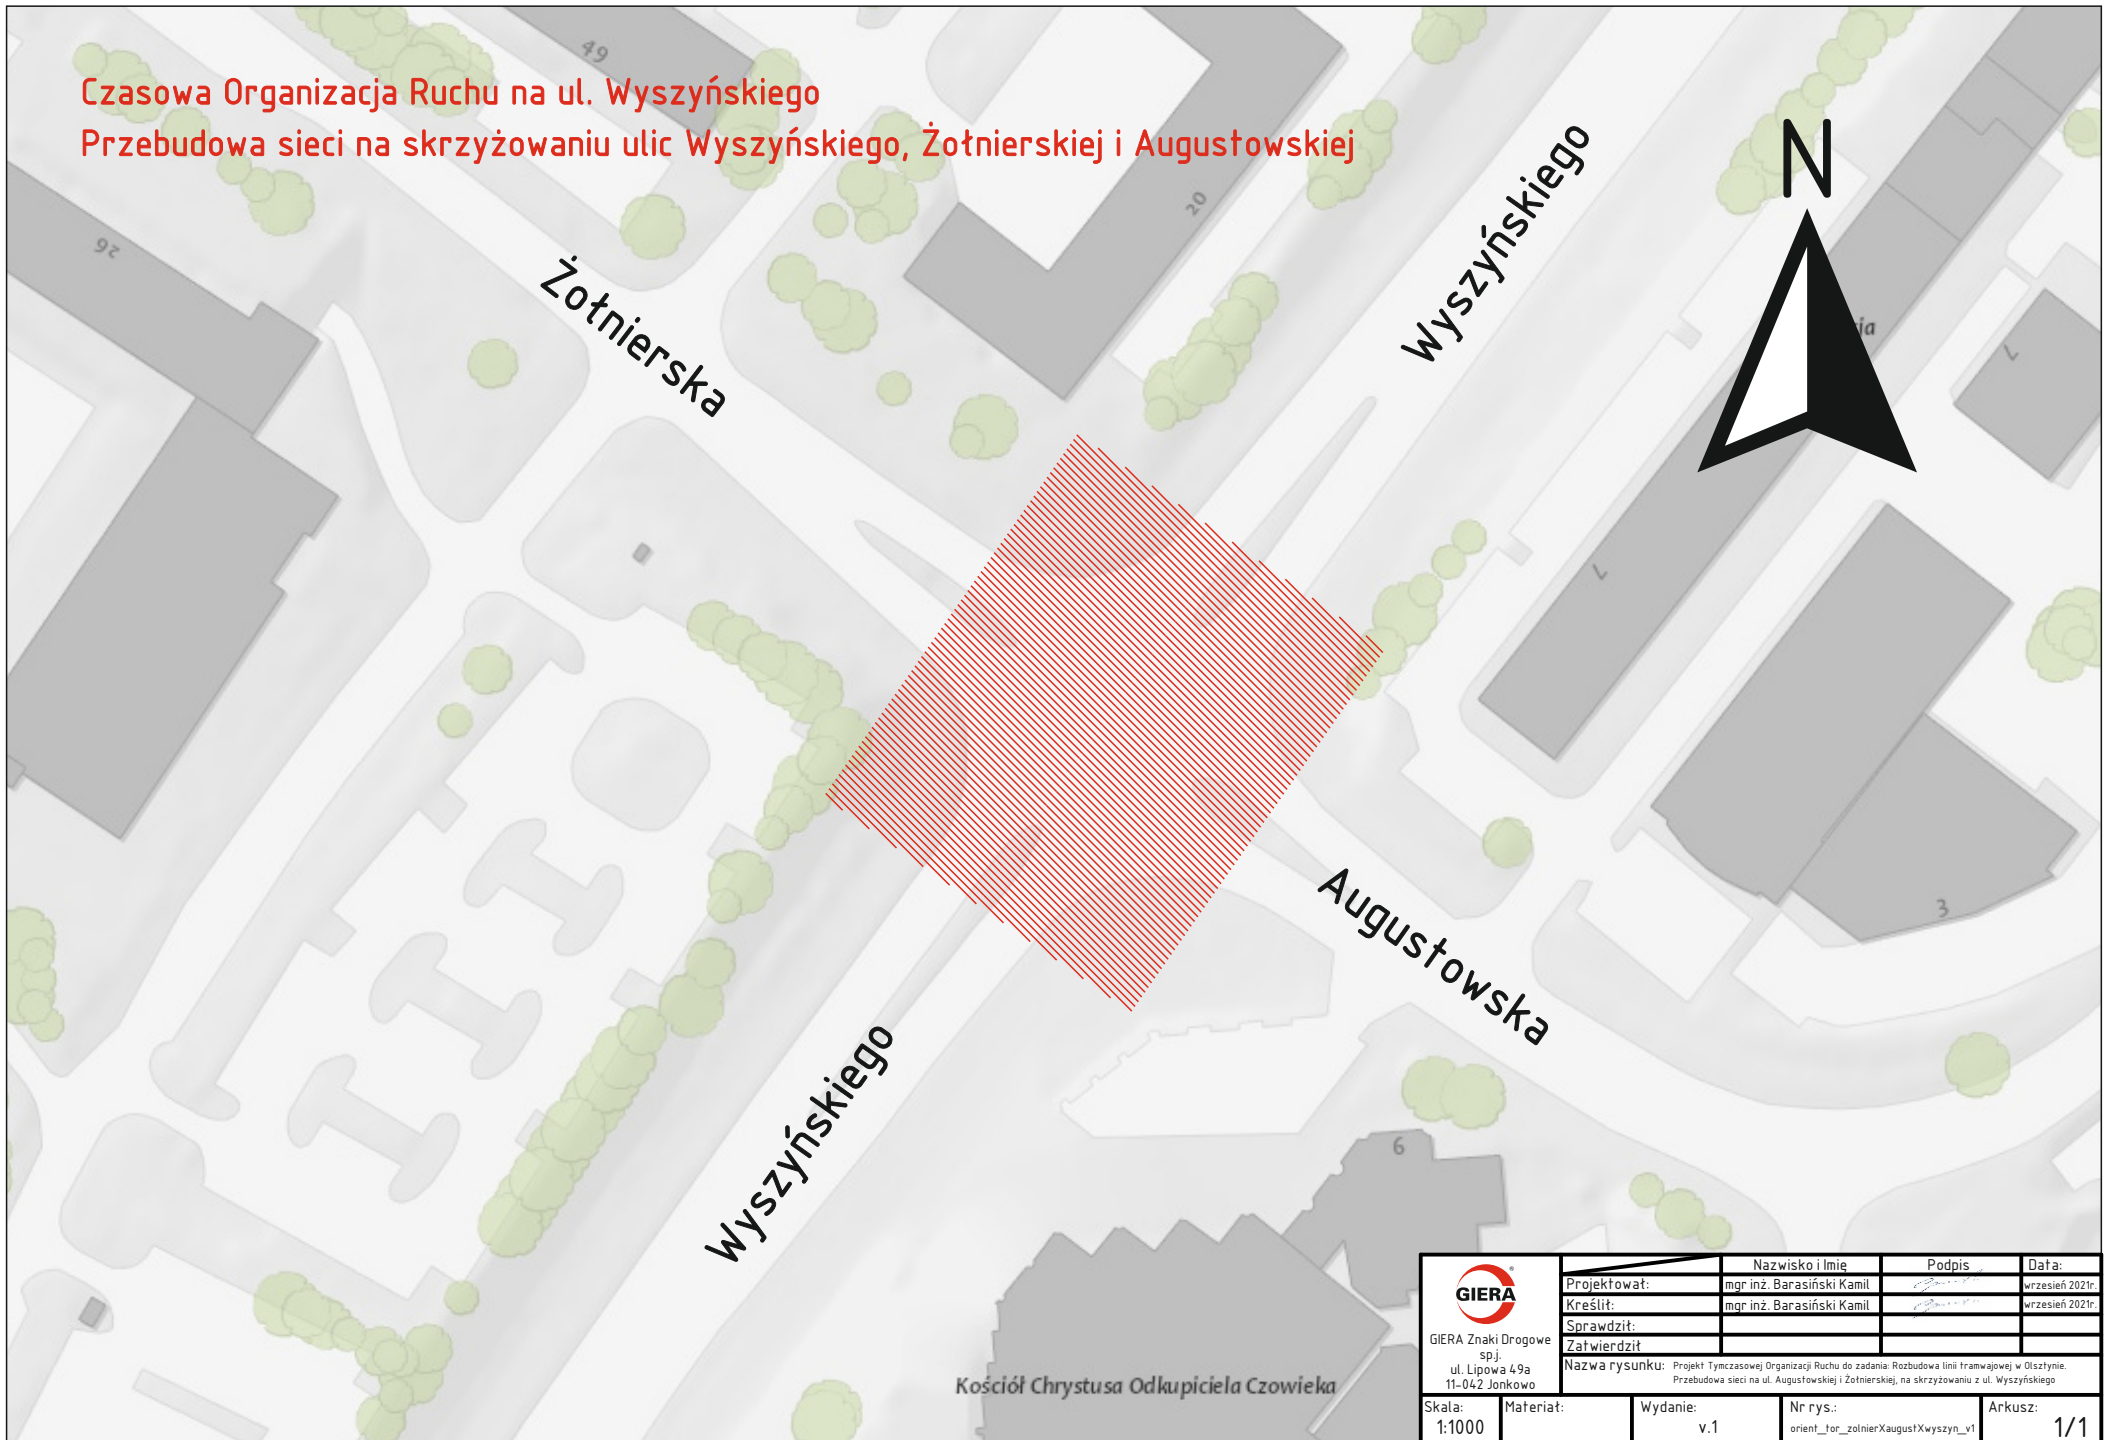 Czasowa Organizacja Ruchu na ul. Wyszyńskiego
Przebudowa sieci na skrzyżowaniu ulic Wyszyńskiego, Żołnierskiej i Augustowskiej
49
26
20
Żołnierska
Wyszyńskiego
N
7
7
3
Augustowska
Wyszyńskiego
6
Kościół Chrystusa Odkupiciela Czowieka
GIERA
®
GIERA Znaki Drogowe
sp.j.
ul. Lipowa 49a
11-042 Jonkowo
Nazwisko i Imię Podpis Data:
Projektował: mgr inż. Barasiński Kamil wrzesień 2021r.
Kreślił: mgr inż. Barasiński Kamil wrzesień 2021r.
Sprawdził:
Zatwierdził
Nazwa rysunku: Projekt Tymczasowej Organizacji Ruchu do zadania: Rozbudowa linii tramwajowej w Olsztynie.
Przebudowa sieci na ul. Augustowskiej i Żołnierskiej, na skrzyżowaniu z ul. Wyszyńskiego
Skala: Materiał: Wydanie: Nr rys.: Arkusz:
1:1000 v.1 orient_tor_zolnierXaugustXwyszyn_v1 1/1